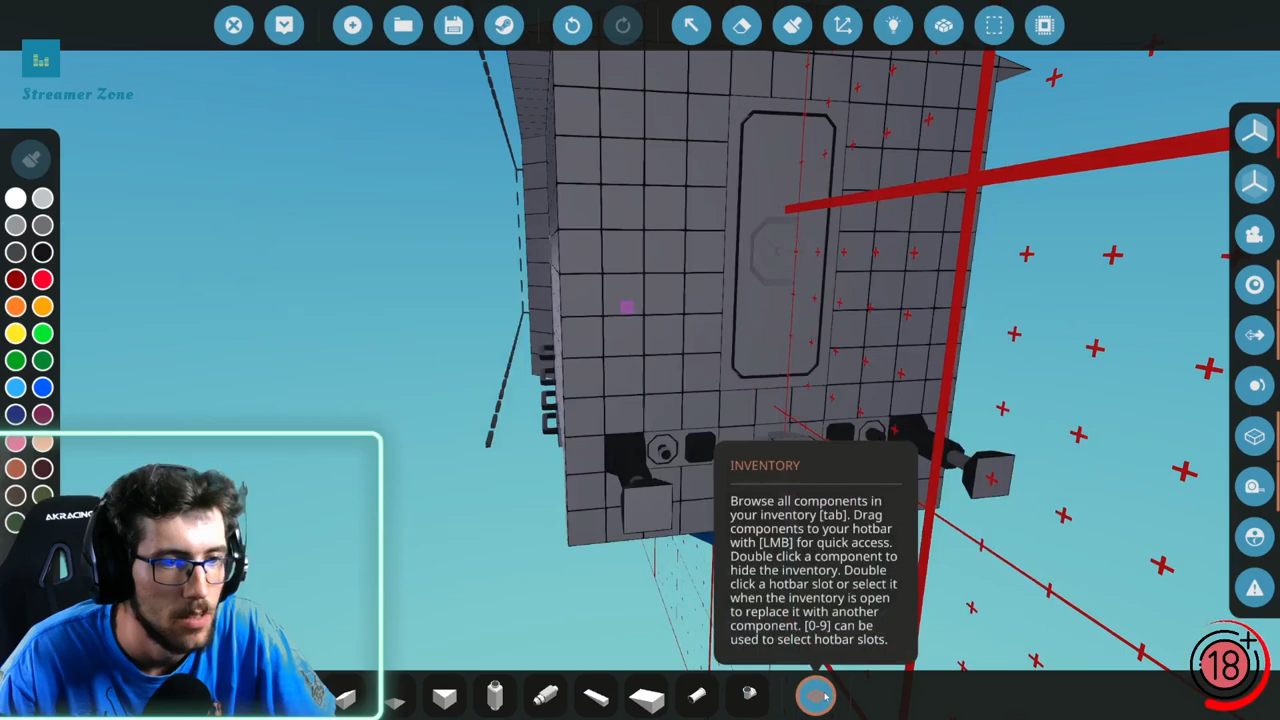 Streamer Zone
INVENTORY
Browse all components in
your inventory [tab]. Drag
components to your hotbar
with [LMB] for quick access.
Double click a component to
hide the inventory. Double
click a hotbar slot or select it
when the inventory is open
to replace it with another
component. [0-9] can be
used to select hotbar slots.
AKRACING
18+